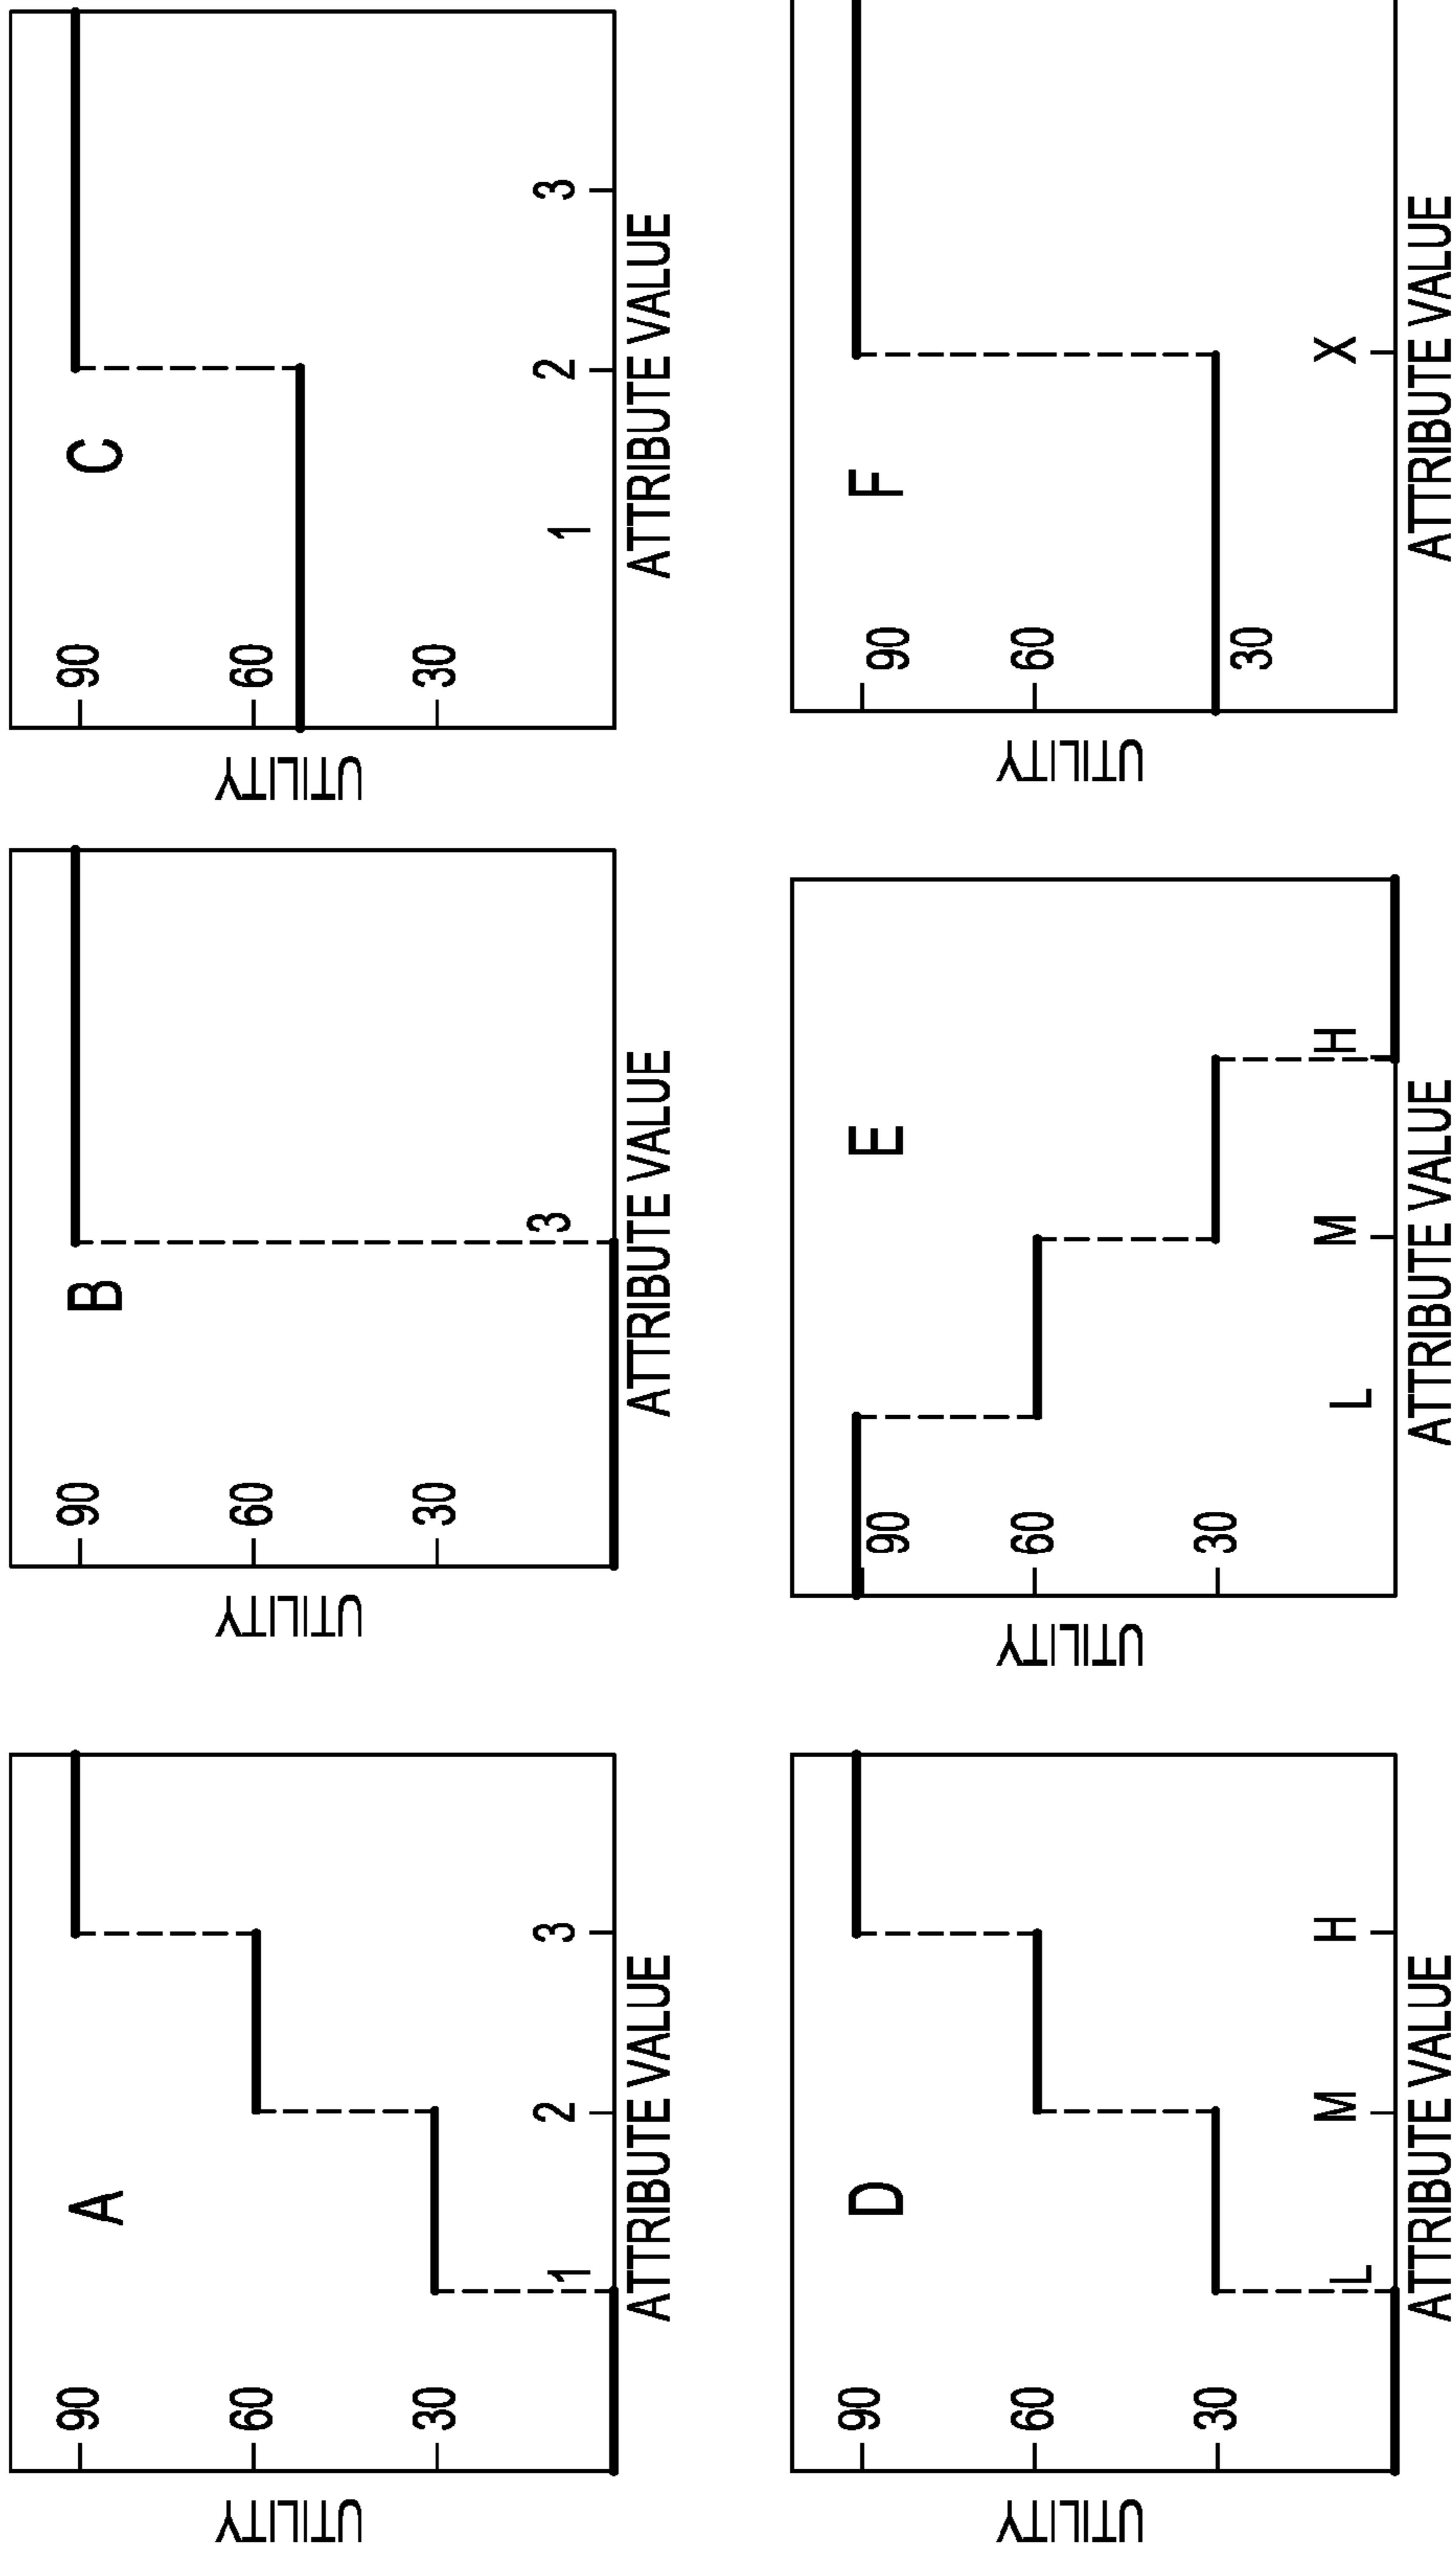 A
90
60
30
UTILITY
1
2
3
ATTRIBUTE VALUE
B
90
60
30
UTILITY
3
ATTRIBUTE VALUE
C
90
60
30
UTILITY
1
2
3
ATTRIBUTE VALUE
D
90
60
30
UTILITY
L
M
H
ATTRIBUTE VALUE
E
90
60
30
UTILITY
L
M
H
ATTRIBUTE VALUE
F
90
60
30
UTILITY
X
ATTRIBUTE VALUE